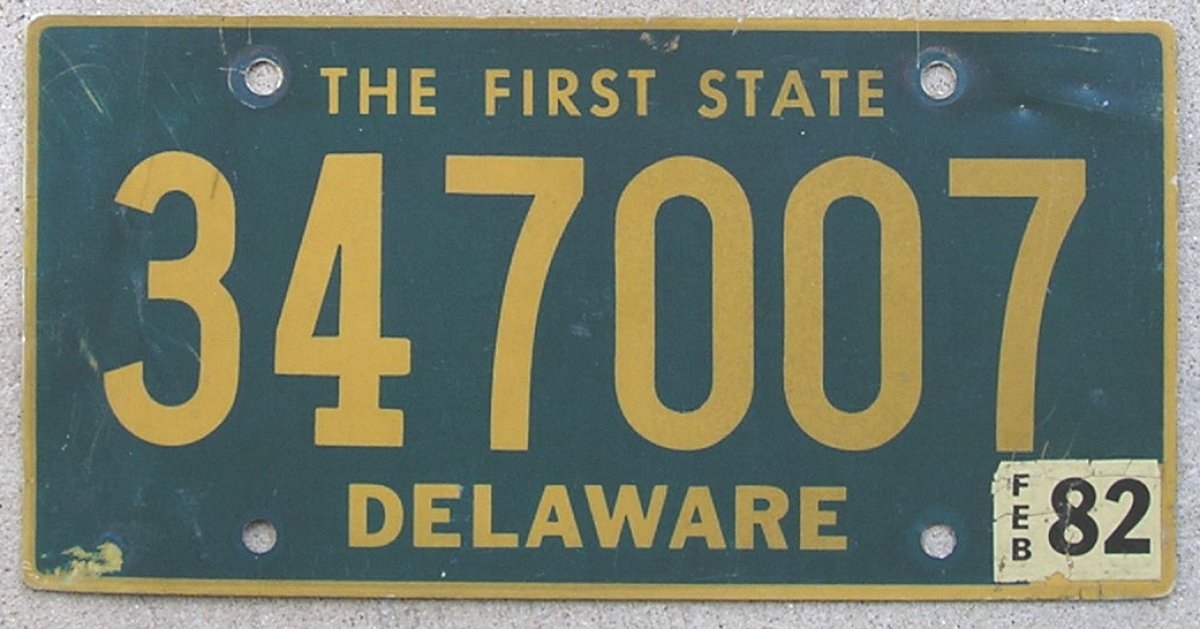 THE FIRST STATE
347007
DELAWARE
FEB 82